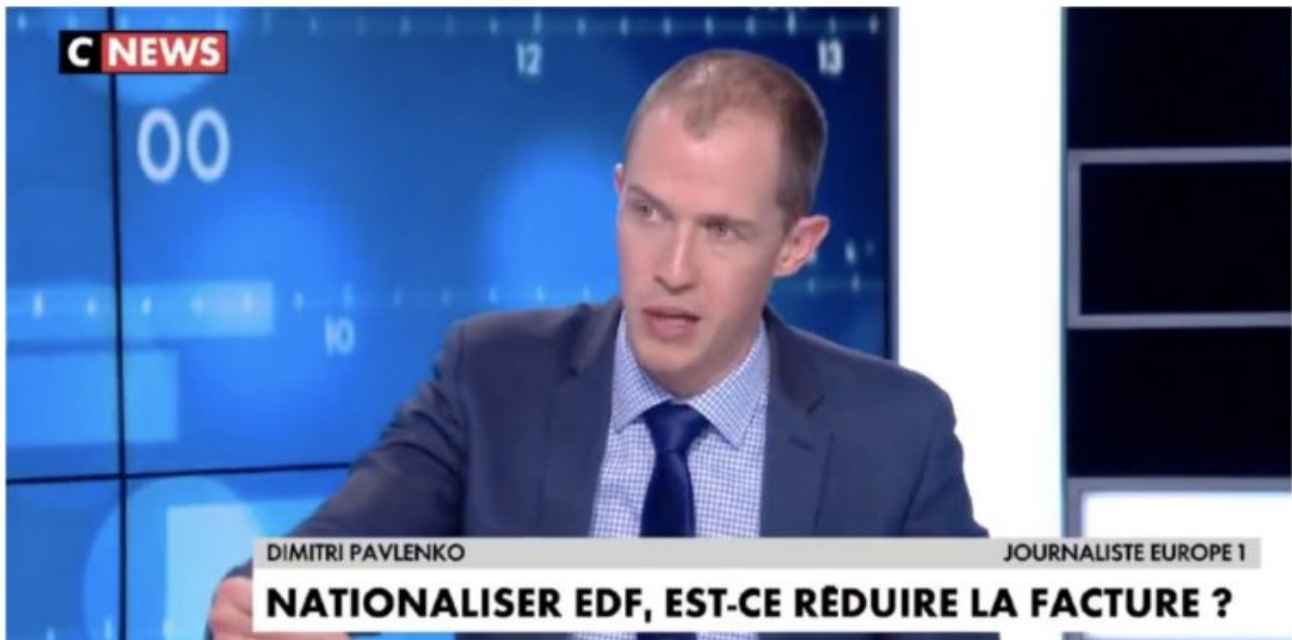 C NEWS
12
13
00
10
DIMITRI PAVLENKO
JOURNALISTE EUROPE 1
NATIONALISER EDF, EST-CE RÉDUIRE LA FACTURE ?